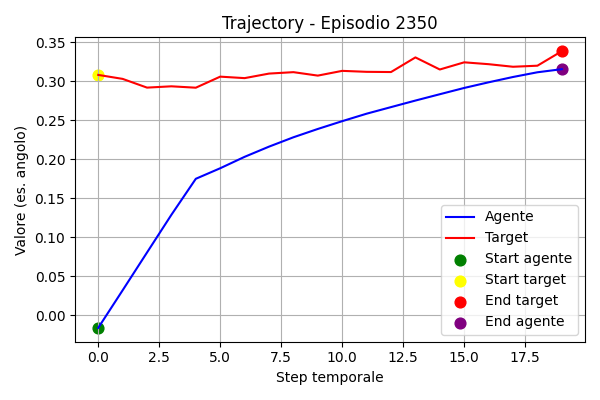 Trajectory - Episodio 2350
Valore (es. angolo)
0.35
0.30
0.25
0.20
0.15
0.10
0.05
0.00
Agente
Target
Start agente
Start target
End target
End agente
0.0 2.5 5.0 7.5 10.0 12.5 15.0 17.5
Step temporale